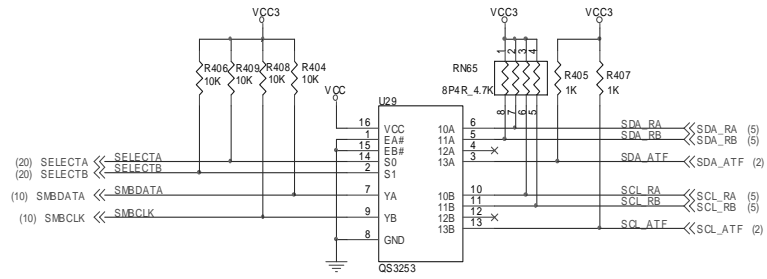 VCC3
VCC3
VCC3
R406
10K
R409
10K
R408
10K
R404
10K
VCC
1
2
3
4
RN65
8P4R_4.7K
8
7
6
5
R405
1K
R407
1K
U29
16
VCC
1
EA#
15
EB#
14
S0
2
S1
7
YA
9
YB
8
GND
10A
6
11A
5
12A
4
13A
3
10B
10
11B
11
12B
12
13B
13
QS3253
(20) SELECTA
SELECTA
(20) SELECTB
SELECTB
(10) SMBDATA
SMBDATA
(10) SMBCLK
SMBCLK
SDA_RA
SDA_RA (5)
SDA_RB
SDA_RB (5)
SDA_ATF
SDA_ATF (2)
SCL_RA
SCL_RA (5)
SCL_RB
SCL_RB (5)
SCL_ATF
SCL_ATF (2)